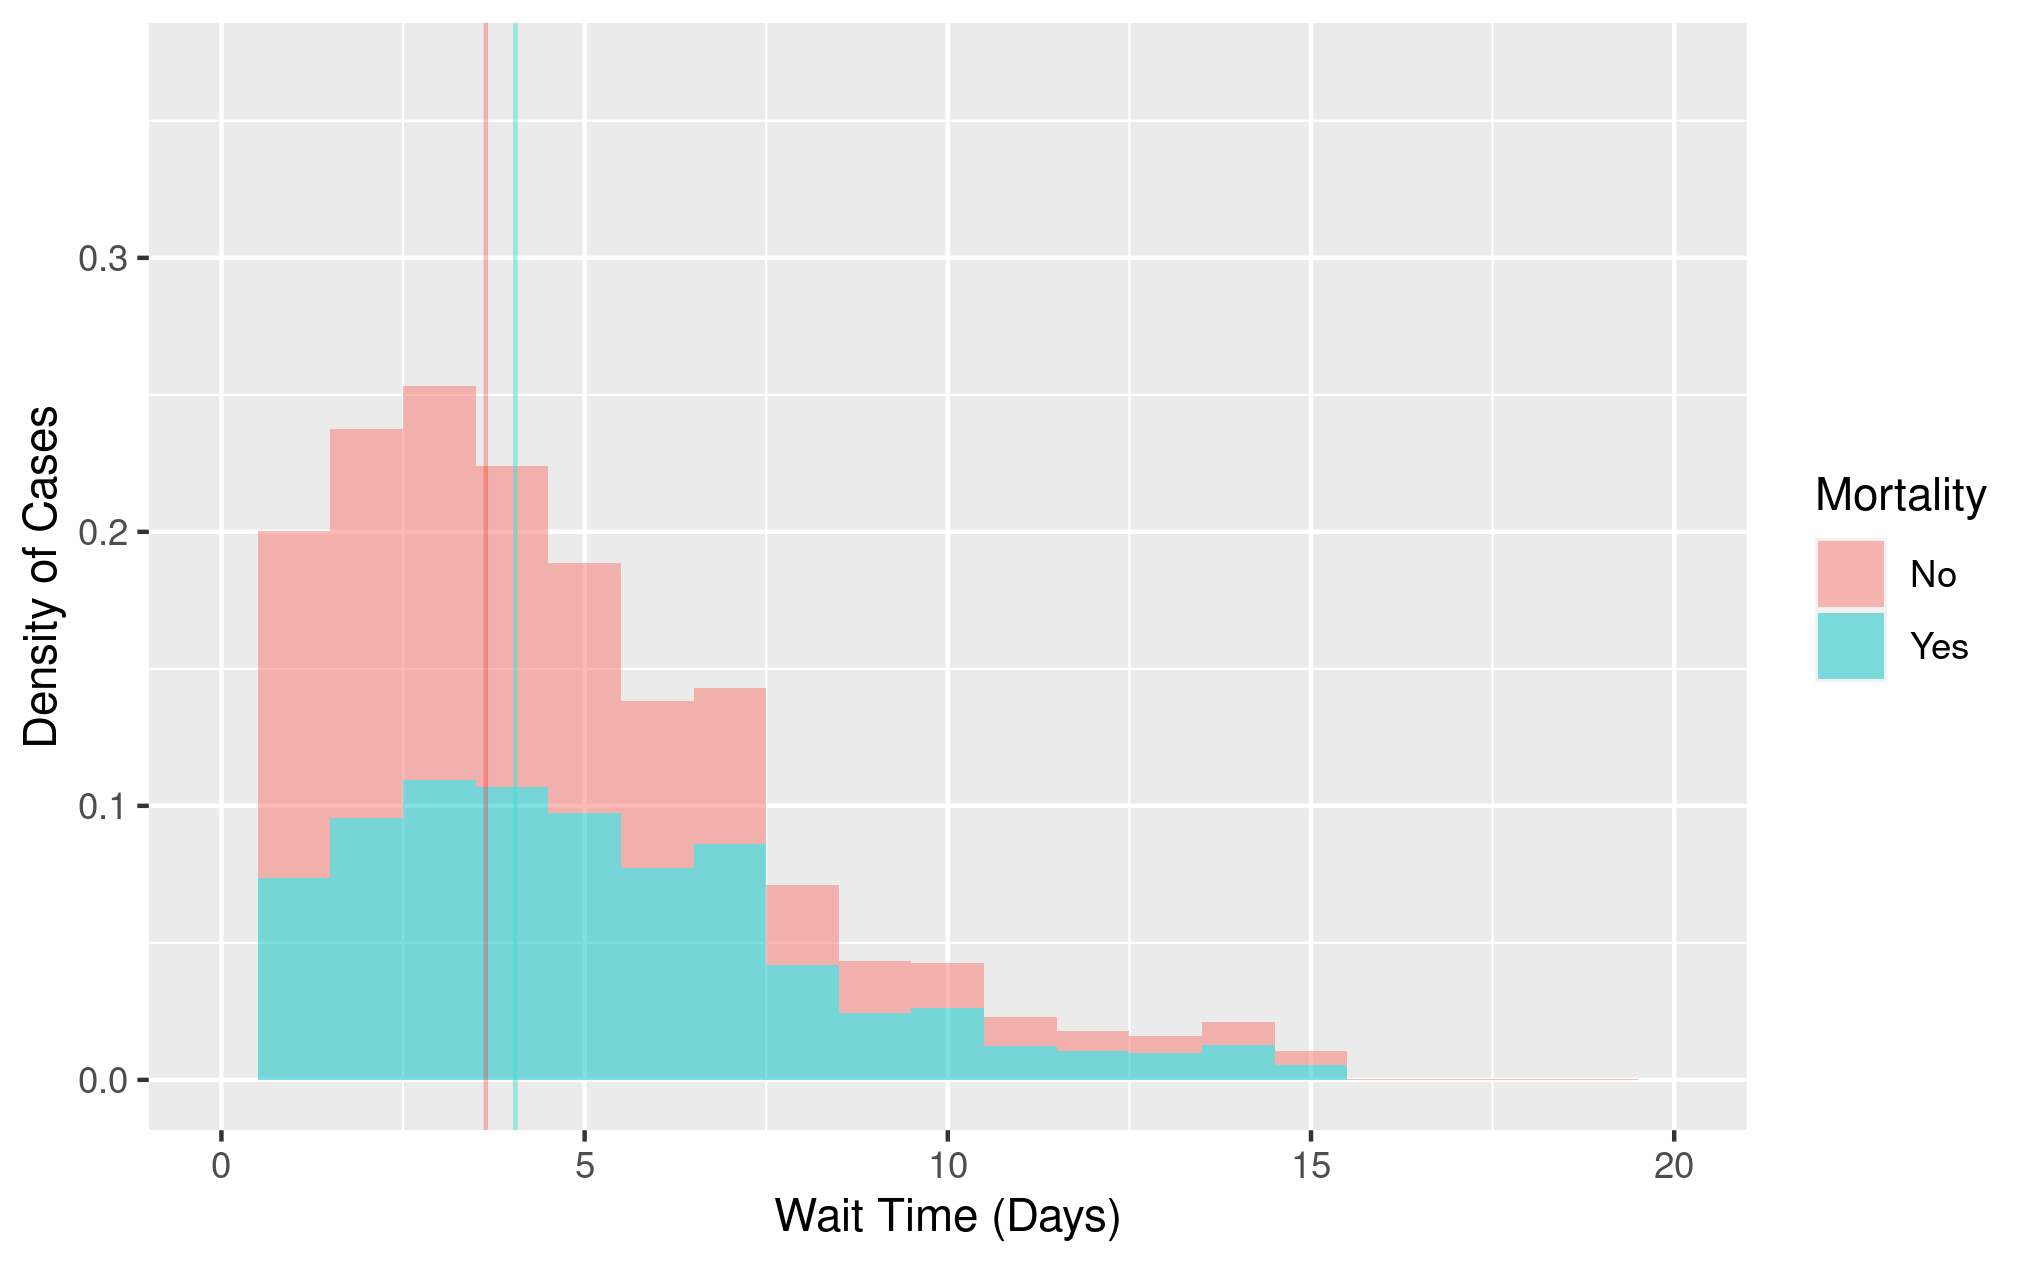 Density of Cases
0.3
0.2
0.1
0.0
0 5 10 15 20
Wait Time (Days)
Mortality
No
Yes